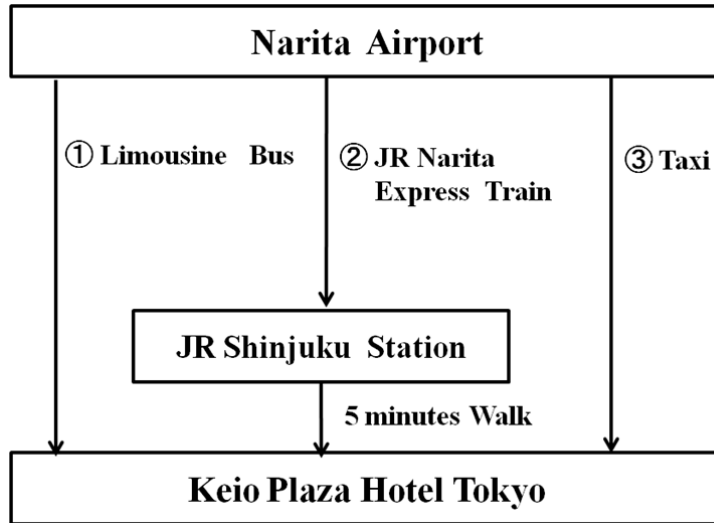 Narita Airport
① Limousine Bus
② JR Narita
Express Train
③ Taxi
JR Shinjuku Station
5 minutes Walk
Keio Plaza Hotel Tokyo